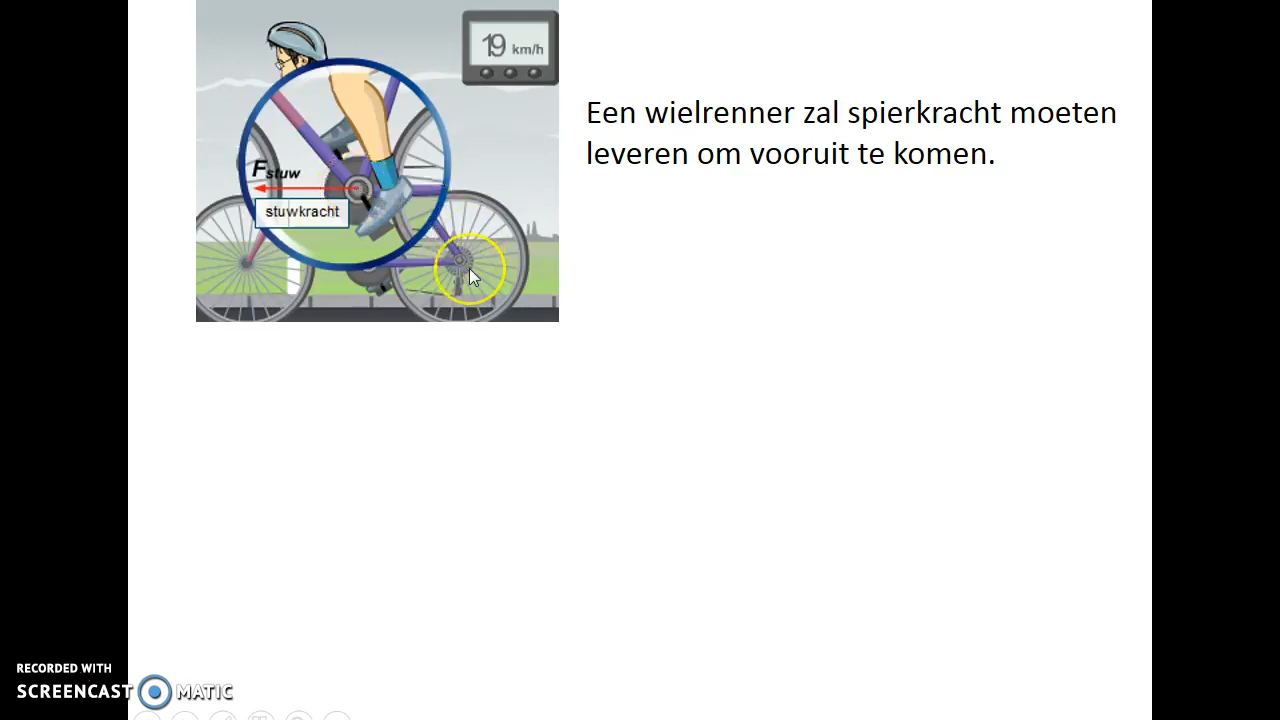 19 km/h
Een wielrenner zal spierkracht moeten
leveren om vooruit te komen.
Fstuw
stuwkracht
RECORDED WITH
SCREENCAST MATIC